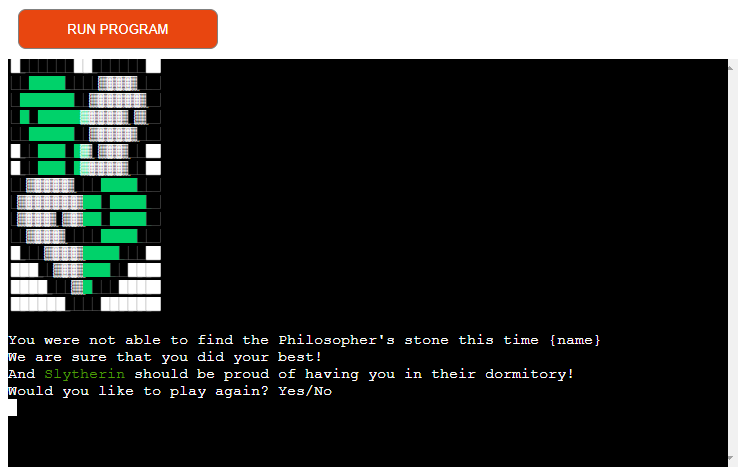 RUN PROGRAM
You were not able to find the Philosopher's stone this time {name}
We are sure that you did your best!
And Slytherin should be proud of having you in their dormitory!
Would you like to play again? Yes/No